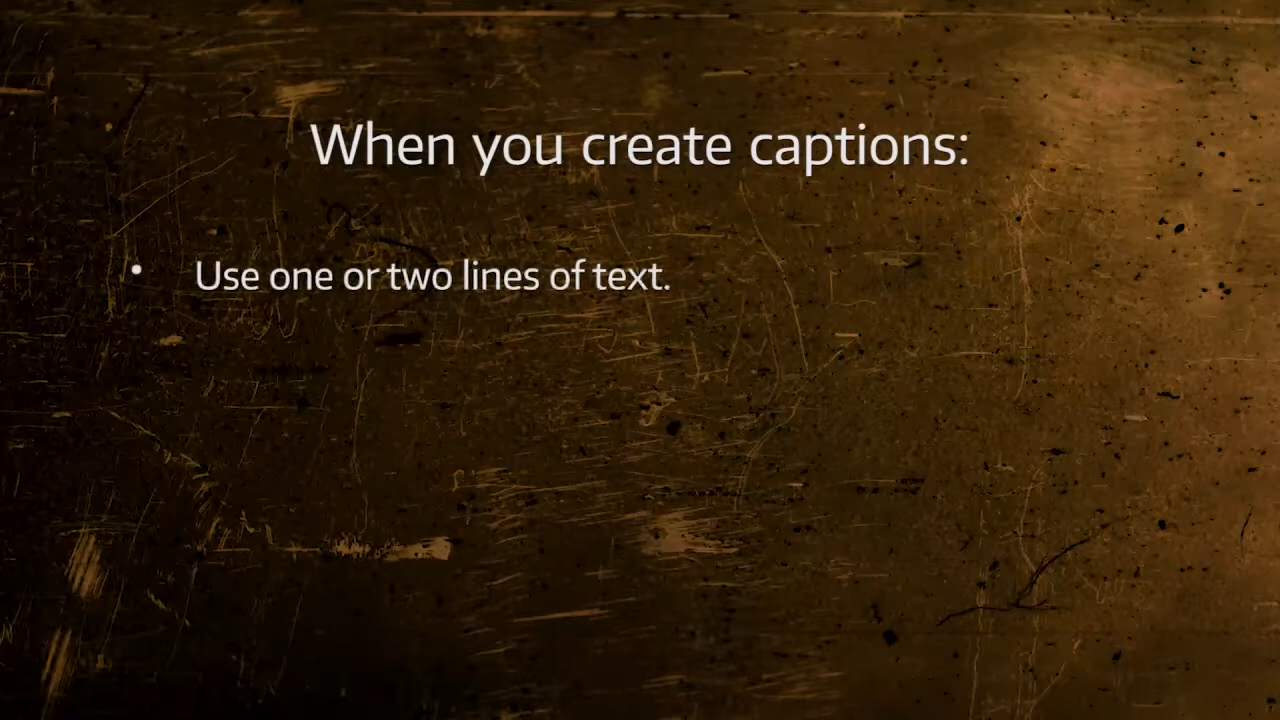 When you create captions:
• Use one or two lines of text.